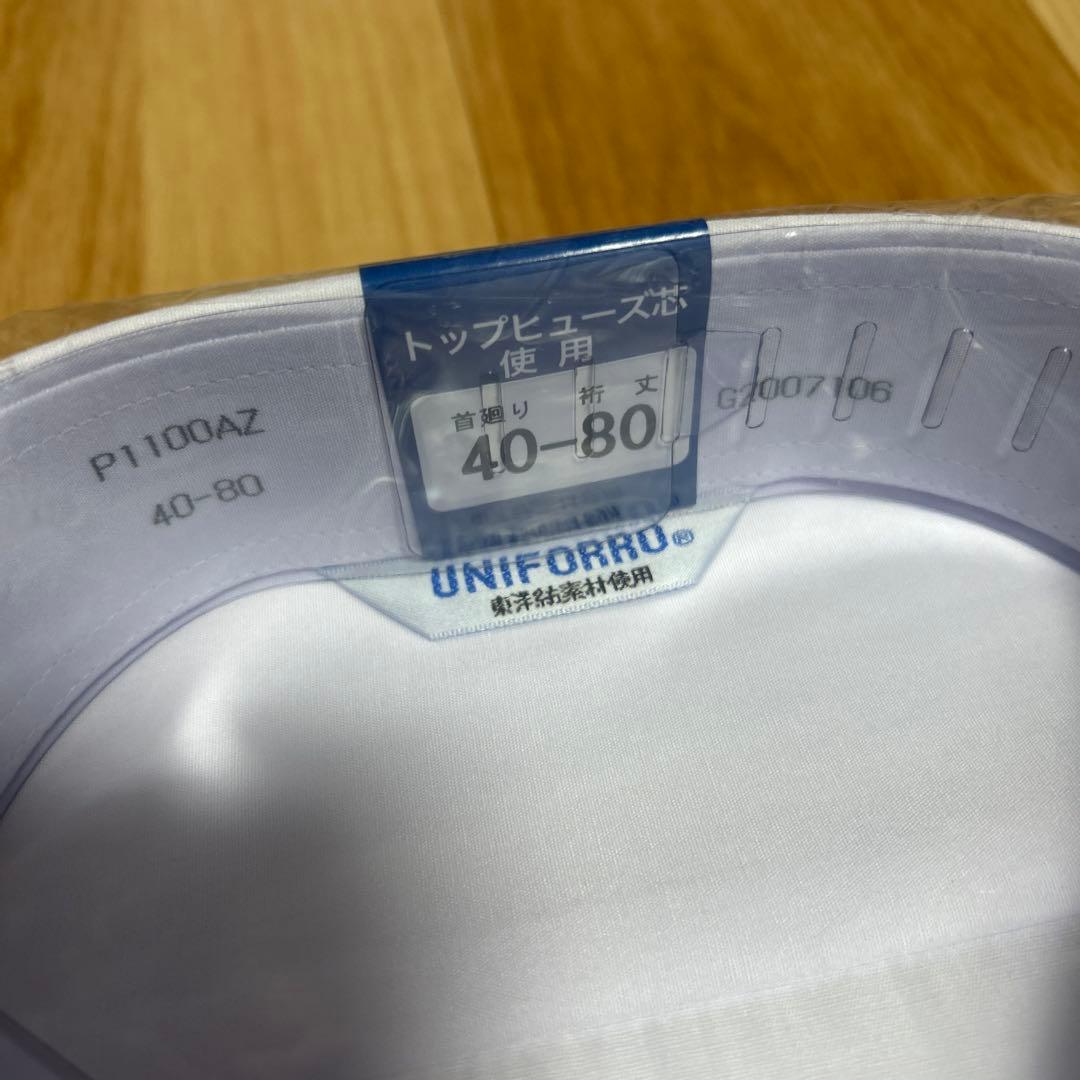 トップヒューズ芯
使用
首廻り 裄丈
40-80
P1100AZ
40-80
G2007106
UNIFORRO®
東洋紡素材使用